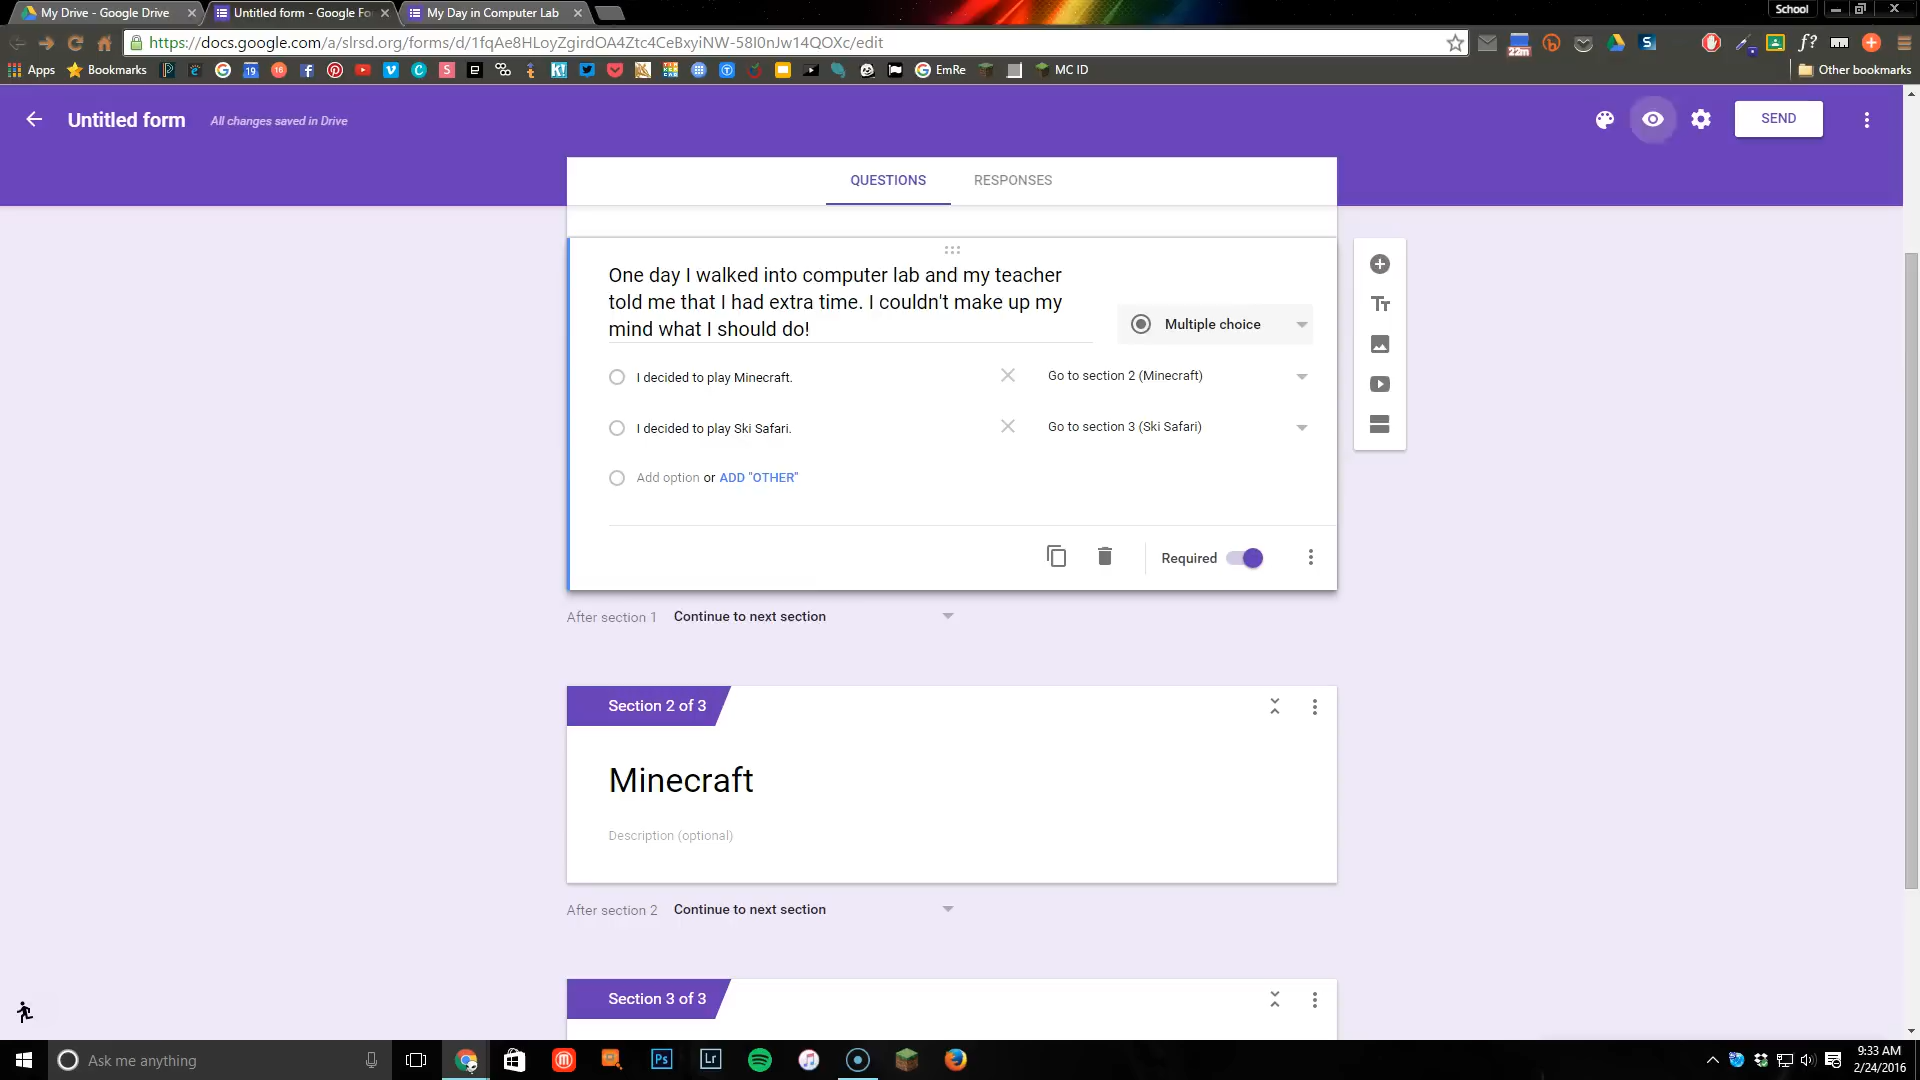 My Drive - Google Drive
Untitled form - Google Fo
My Day in Computer Lab
School
https://docs.google.com/a/slrsd.org/forms/d/1fqAe8HLoyZgirdOA4Ztc4CeBxyiNW-58I0nJw14QOXc/edit
22m
f?
Apps
Bookmarks
19
EmRe
MC ID
Other bookmarks
Untitled form
All changes saved in Drive
SEND
QUESTIONS
RESPONSES
One day I walked into computer lab and my teacher
told me that I had extra time. I couldn't make up my
mind what I should do!
Multiple choice
I decided to play Minecraft.
Go to section 2 (Minecraft)
I decided to play Ski Safari.
Go to section 3 (Ski Safari)
Add option or ADD "OTHER"
Required
After section 1
Continue to next section
Section 2 of 3
Minecraft
Description (optional)
After section 2
Continue to next section
Section 3 of 3
Ask me anything
Ps
Lr
9:33 AM
2/24/2016